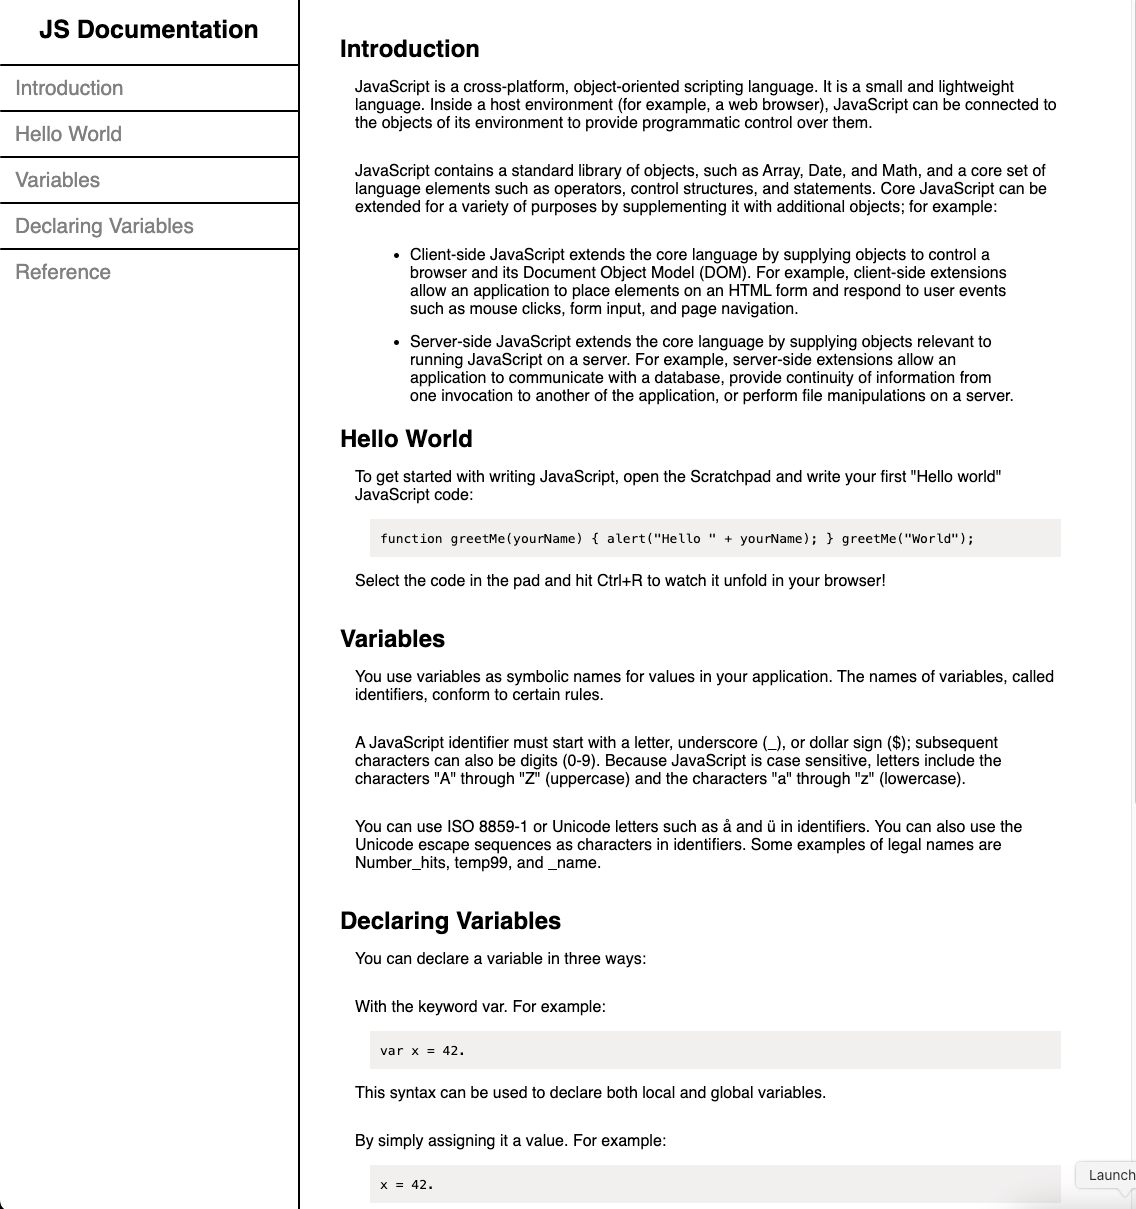 JS Documentation
Introduction
Hello World
Variables
Declaring Variables
Reference
Introduction
JavaScript is a cross-platform, object-oriented scripting language. It is a small and lightweight
language. Inside a host environment (for example, a web browser), JavaScript can be connected to
the objects of its environment to provide programmatic control over them.
JavaScript contains a standard library of objects, such as Array, Date, and Math, and a core set of
language elements such as operators, control structures, and statements. Core JavaScript can be
extended for a variety of purposes by supplementing it with additional objects; for example:
• Client-side JavaScript extends the core language by supplying objects to control a
browser and its Document Object Model (DOM). For example, client-side extensions
allow an application to place elements on an HTML form and respond to user events
such as mouse clicks, form input, and page navigation.
• Server-side JavaScript extends the core language by supplying objects relevant to
running JavaScript on a server. For example, server-side extensions allow an
application to communicate with a database, provide continuity of information from
one invocation to another of the application, or perform file manipulations on a server.
Hello World
To get started with writing JavaScript, open the Scratchpad and write your first "Hello world"
JavaScript code:
function greetMe(yourName) { alert("Hello " + yourName); } greetMe("World");
Select the code in the pad and hit Ctrl+R to watch it unfold in your browser!
Variables
You use variables as symbolic names for values in your application. The names of variables, called
identifiers, conform to certain rules.
A JavaScript identifier must start with a letter, underscore (_), or dollar sign ($); subsequent
characters can also be digits (0-9). Because JavaScript is case sensitive, letters include the
characters "A" through "Z" (uppercase) and the characters "a" through "z" (lowercase).
You can use ISO 8859-1 or Unicode letters such as å and ü in identifiers. You can also use the
Unicode escape sequences as characters in identifiers. Some examples of legal names are
Number_hits, temp99, and _name.
Declaring Variables
You can declare a variable in three ways:
With the keyword var. For example:
var x = 42.
This syntax can be used to declare both local and global variables.
By simply assigning it a value. For example:
x = 42.
Launch